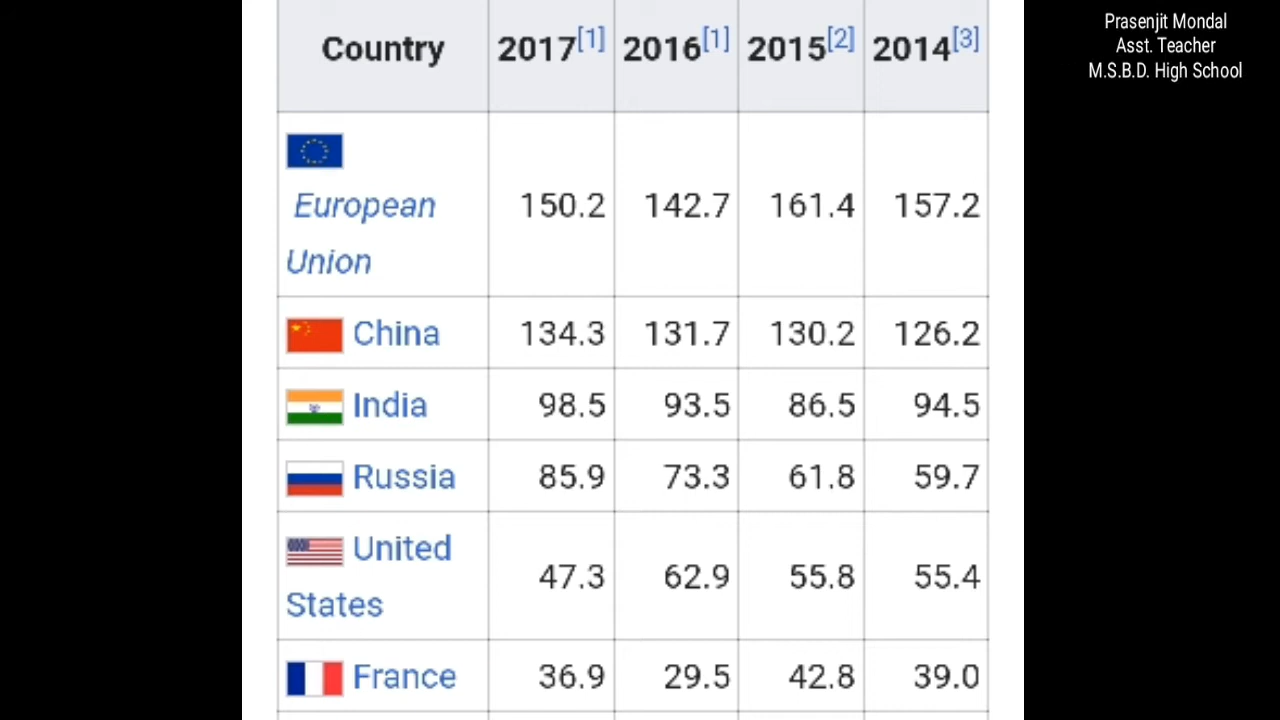 Prasenjit Mondal
Asst. Teacher
M.S.B.D. High School
Country 2017[1] 2016[1] 2015[2] 2014[3]
European Union 150.2 142.7 161.4 157.2
China 134.3 131.7 130.2 126.2
India 98.5 93.5 86.5 94.5
Russia 85.9 73.3 61.8 59.7
United States 47.3 62.9 55.8 55.4
France 36.9 29.5 42.8 39.0